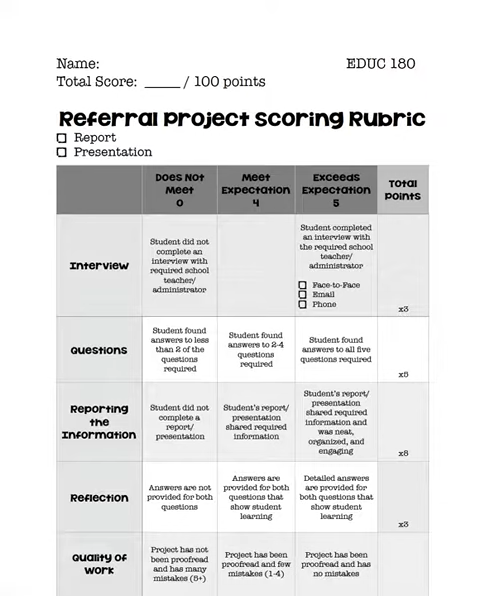 Name: EDUC 180
Total Score: _____ / 100 points
Referral Project Scoring Rubric
Report
Presentation
Does Not Meet 0
Meet Expectation 4
Exceeds Expectation 5
Total Points
Interview
Student did not complete an interview with required school teacher/ administrator
Student completed an interview with the required school teacher/ administrator
Face-to-Face
Email
Phone
x3
Questions
Student found answers to less than 2 of the questions required
Student found answers to 2-4 questions required
Student found answers to all five questions required
x5
Reporting the Information
Student did not complete a report/ presentation
Student's report/ presentation shared required information
Student's report/ presentation shared required information and was neat, organized, and engaging
x8
Reflection
Answers are not provided for both questions
Answers are provided for both questions that show student learning
Detailed answers are provided for both questions that show student learning
x3
Quality of Work
Project has not been proofread and has many mistakes (5+)
Project has been proofread and few mistakes (1-4)
Project has been proofread and has no mistakes